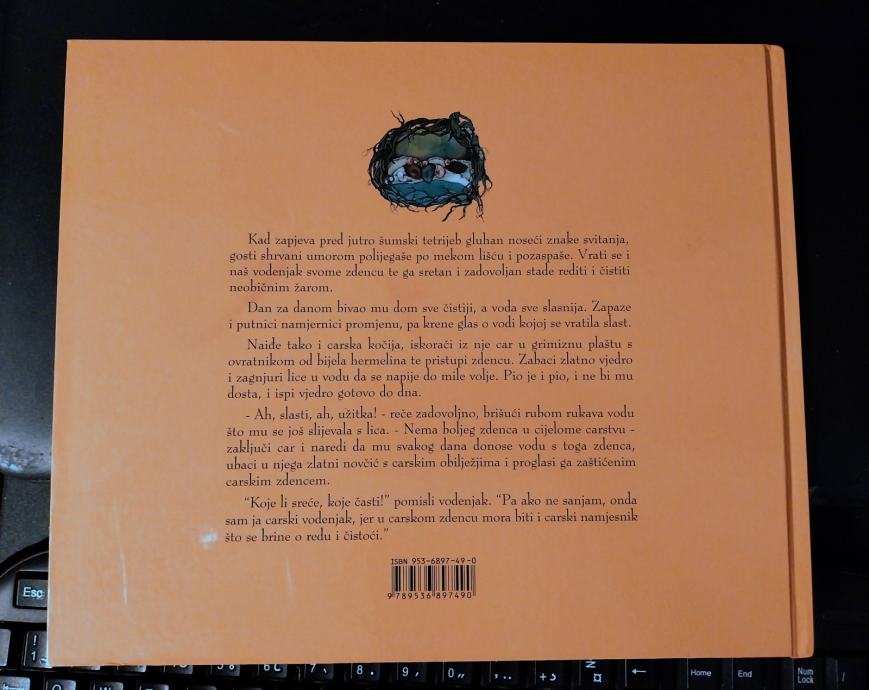 Kad zapjeva pred jutro šumski tetrijeb gluhan noseći znake svitanja,
gosti shrvani umorom polijegaše po mekom lišću i pozaspaše. Vrati se i
naš vodenjak svome zdencu te ga sretan i zadovoljan stade rediti i čistiti
neobičnim žarom.
Dan za danom bivao mu dom sve čistiji, a voda sve slasnija. Zapaze
i putnici namjernici promjenu, pa krene glas o vodi kojoj se vratila slast.
Naiđe tako i carska kočija, iskorači iz nje car u grimiznu plaštu s
ovratnikom od bijela hermelina te pristupi zdencu. Zabaci zlatno vjedro
i zagnjuri lice u vodu da se napije do mile volje. Pio je i pio, i ne bi mu
dosta, i ispi vjedro gotovo do dna.
- Ah, slasti, ah, užitka! - reče zadovoljno, brišući rubom rukava vodu
što mu se još slijevala s lica. - Nema boljeg zdenca u cijelome carstvu -
zaključi car i naredi da mu svakog dana donose vodu s toga zdenca,
ubaci u njega zlatni novčić s carskim obilježjima i proglasi ga zaštićenim
carskim zdencem.
“Koje li sreće, koje časti!” pomisli vodenjak. “Pa ako ne sanjam, onda
sam ja carski vodenjak, jer u carskom zdencu mora biti i carski namjesnik
što se brine o redu i čistoći.”
ISBN 953-6897-49-0
9 789536 897490
Esc
! 1
7,
8.
9,
0
Home
End
Num Lock
/